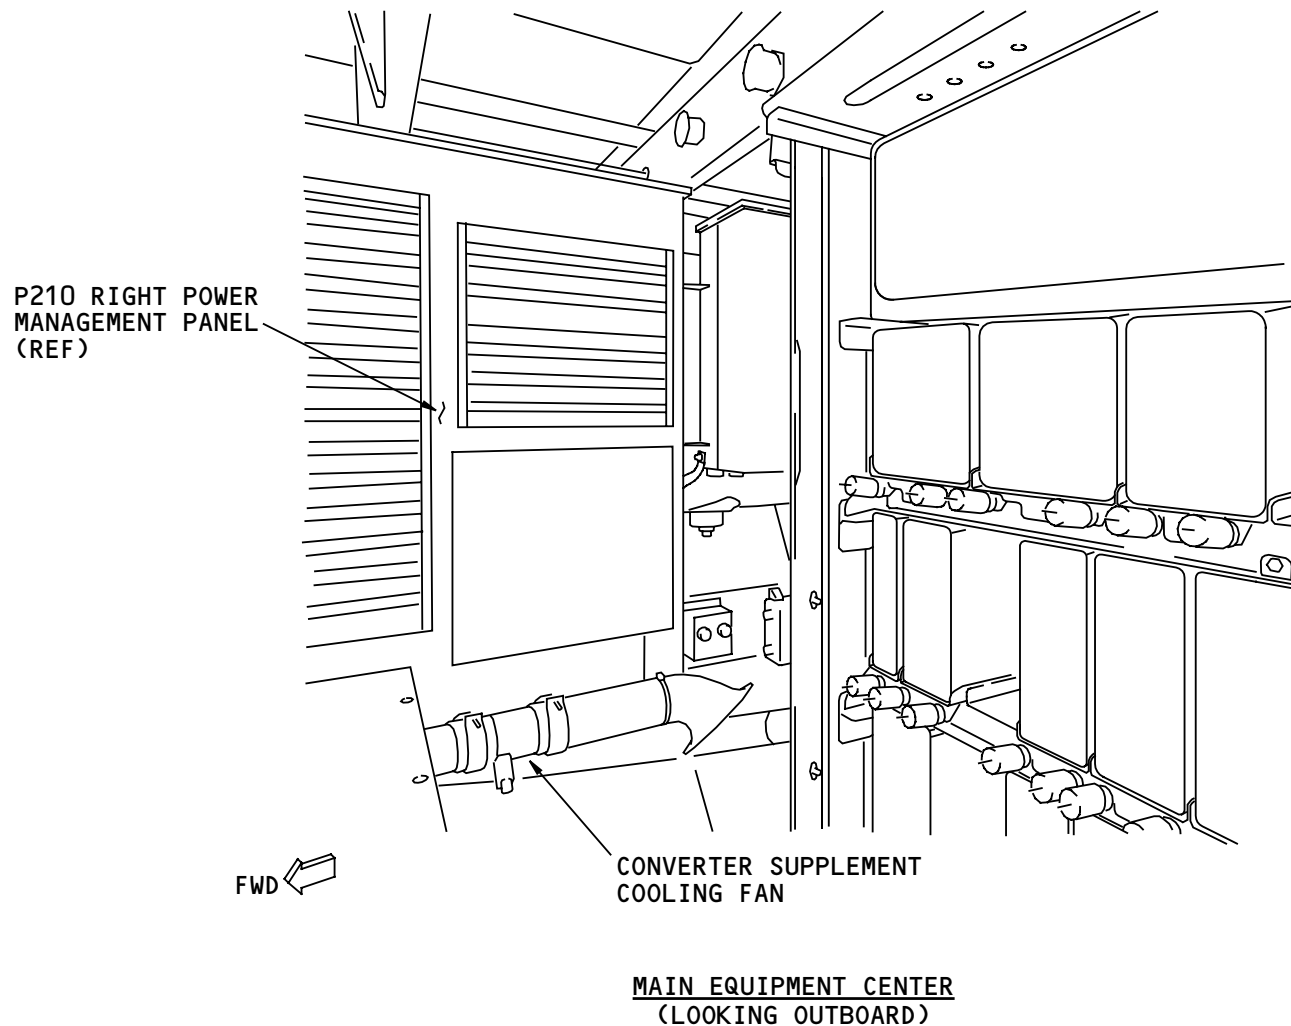 P210 RIGHT POWER
MANAGEMENT PANEL
(REF)
FWD
CONVERTER SUPPLEMENT
COOLING FAN
MAIN EQUIPMENT CENTER
(LOOKING OUTBOARD)